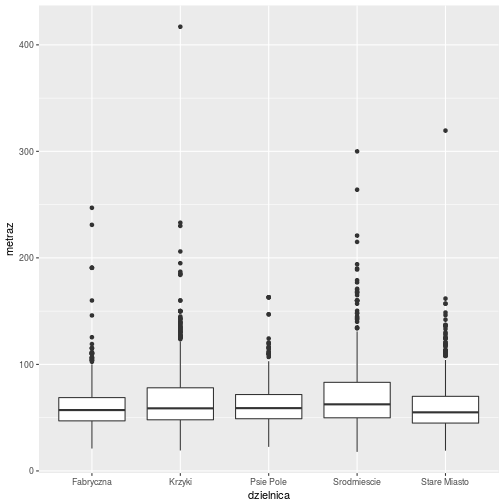 metraz
400
300
200
100
0
Fabryczna Krzyki Psie Pole Srodmiescie Stare Miasto
dzielnica